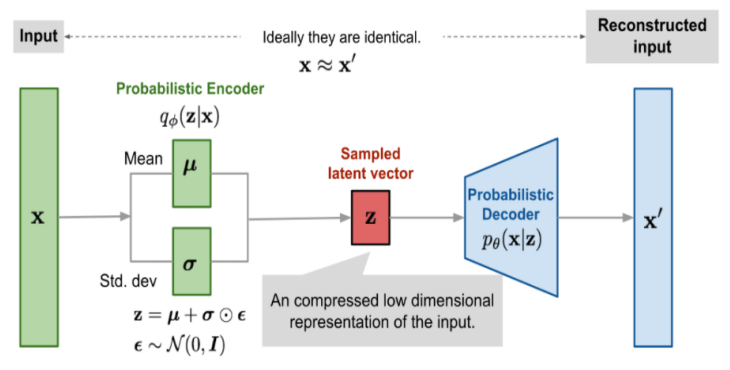 Input
Ideally they are identical.
x ≈ x′
Reconstructed
input
Probabilistic Encoder
qϕ(z|x)
Mean
μ
Sampled
latent vector
x
z
Probabilistic
Decoder
pθ(x|z)
x′
σ
Std. dev
z = μ + σ ⊙ ϵ
ϵ ∼ 𝒩(0, I)
An compressed low dimensional
representation of the input.